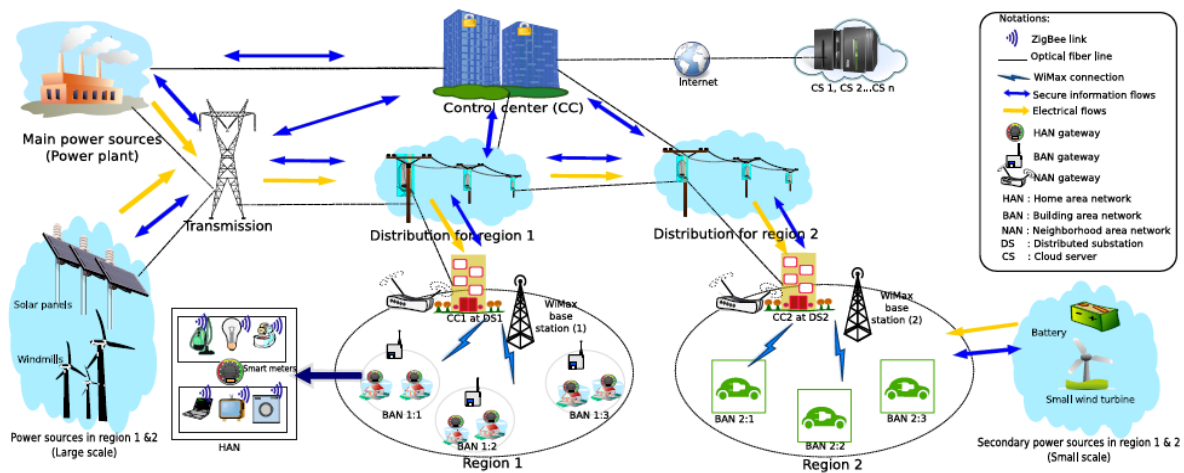 Main power sources
(Power plant)
Control center (CC)
Internet
CS 1, CS 2...CS n
Transmission
Distribution for region 1
Distribution for region 2
Solar panels
Windmills
Power sources in region 1 &2
(Large scale)
Smart meters
HAN
CC1 at DS1
WiMax
base
station (1)
BAN 1:1
BAN 1:2
BAN 1:3
Region 1
CC2 at DS2
WiMax
base
station (2)
BAN 2:1
BAN 2:2
BAN 2:3
Region 2
Battery
Small wind turbine
Secondary power sources in region 1 & 2
(Small scale)
Notations:
ZigBee link
Optical fiber line
WiMax connection
Secure information flows
Electrical flows
HAN gateway
BAN gateway
NAN gateway
HAN : Home area network
BAN : Building area network
NAN : Neighborhood area network
DS : Distributed substation
CS : Cloud server